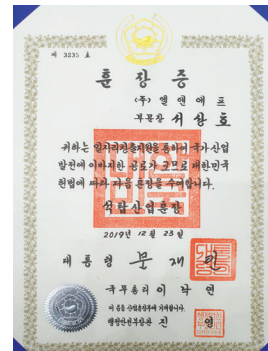 제 3235 호
훈장증
(주) 엘앤에프
부문장 서상호
귀하는 일자리창출지원을 통하여 국가산업
발전에 이바지한 공로가 크므로 대한민국
헌법에 따라 다음 훈장을 수여합니다.
석탑산업훈장
2019년 12월 23일
대통령 문재인
국무총리 이낙연
이 증을 산업훈장부에 기재합니다.
행정안전부장관 진영